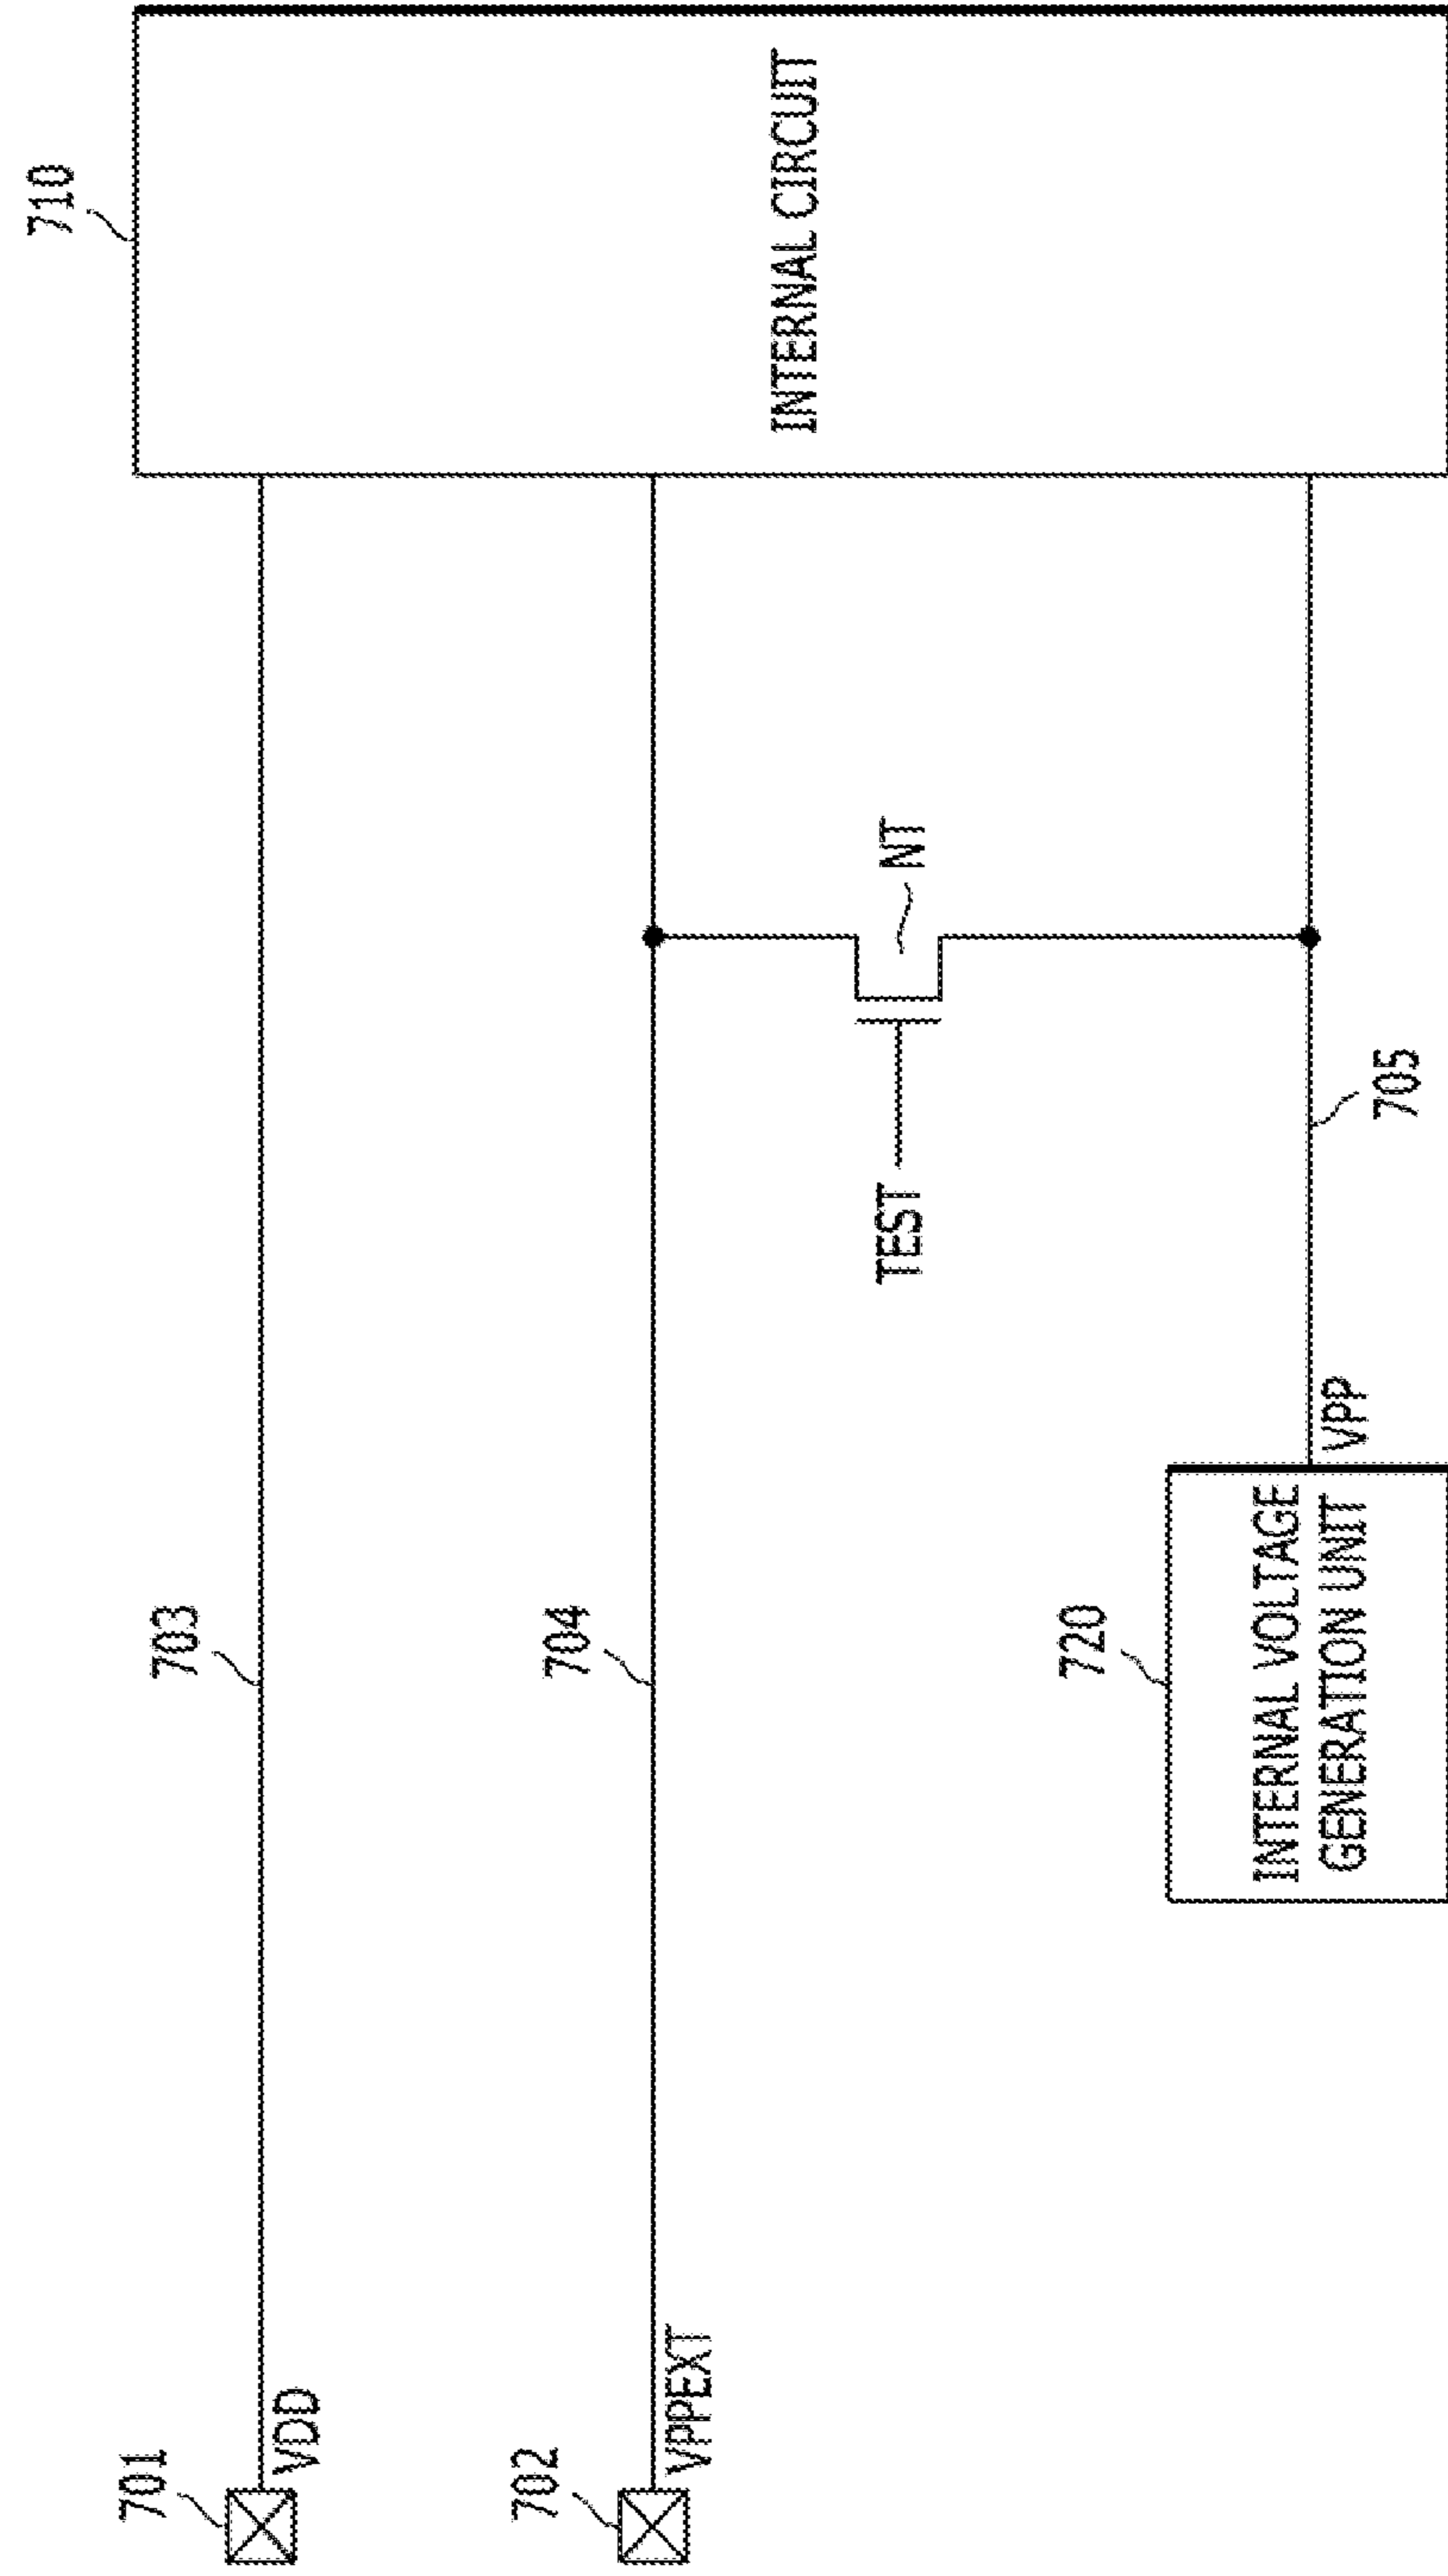 701
VDD
703
710
702
VPPEXT
704
INTERNAL CIRCUIT
TEST
NT
720
INTERNAL VOLTAGE
GENERATION UNIT
VPP
705